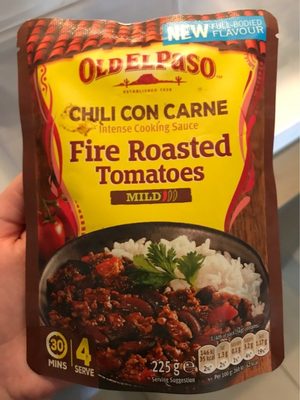 NEW FULL-BODIED
FLAVOUR
OLD EL PASO
ESTABLISHED 1938
CHILI CON CARNE
Intense Cooking Sauce
Fire Roasted
Tomatoes
MILD
30
MINS
4
SERVE
225g
Serving Suggestion